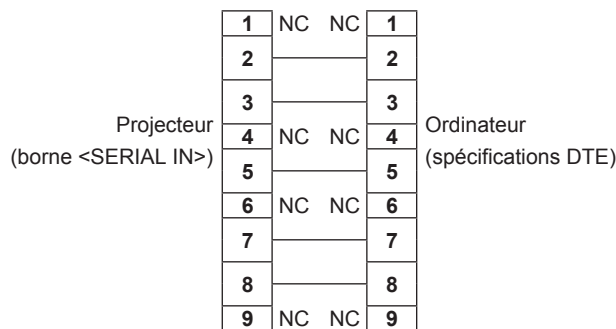 1 NC NC 1
2 2
3 3
Projecteur
(borne <SERIAL IN>)
4 NC NC 4
Ordinateur
(spécifications DTE)
5 5
6 NC NC 6
7 7
8 8
9 NC NC 9